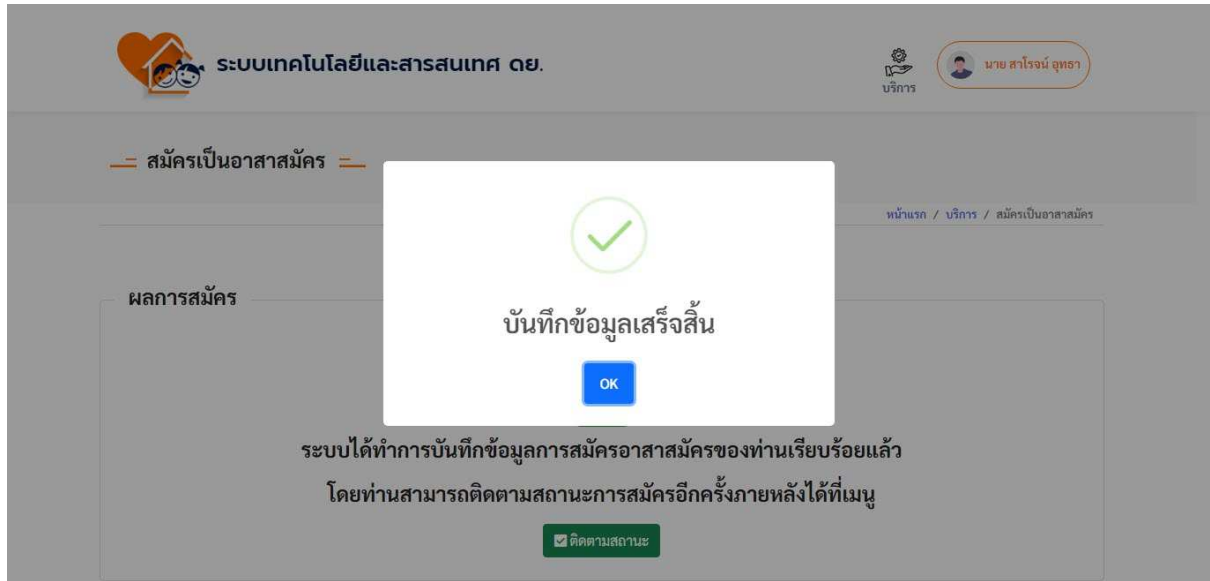 ระบบเทคโนโลยีและสารสนเทศ ดย.
บริการ
นาย สาโรจน์ อุทธา
สมัครเป็นอาสาสมัคร
หน้าแรก / บริการ / สมัครเป็นอาสาสมัคร
ผลการสมัคร
บันทึกข้อมูลเสร็จสิ้น
OK
ระบบได้ทำการบันทึกข้อมูลการสมัครอาสาสมัครของท่านเรียบร้อยแล้ว
โดยท่านสามารถติดตามสถานะการสมัครอีกครั้งภายหลังได้ที่เมนู
ติดตามสถานะ